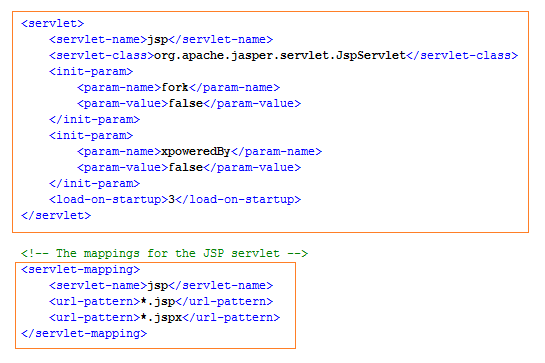 <servlet>
    <servlet-name>jsp</servlet-name>
    <servlet-class>org.apache.jasper.servlet.JspServlet</servlet-class>
    <init-param>
        <param-name>fork</param-name>
        <param-value>false</param-value>
    </init-param>
    <init-param>
        <param-name>xpoweredBy</param-name>
        <param-value>false</param-value>
    </init-param>
    <load-on-startup>3</load-on-startup>
</servlet>
<!-- The mappings for the JSP servlet -->
<servlet-mapping>
    <servlet-name>jsp</servlet-name>
    <url-pattern>*.jsp</url-pattern>
    <url-pattern>*.jspx</url-pattern>
</servlet-mapping>